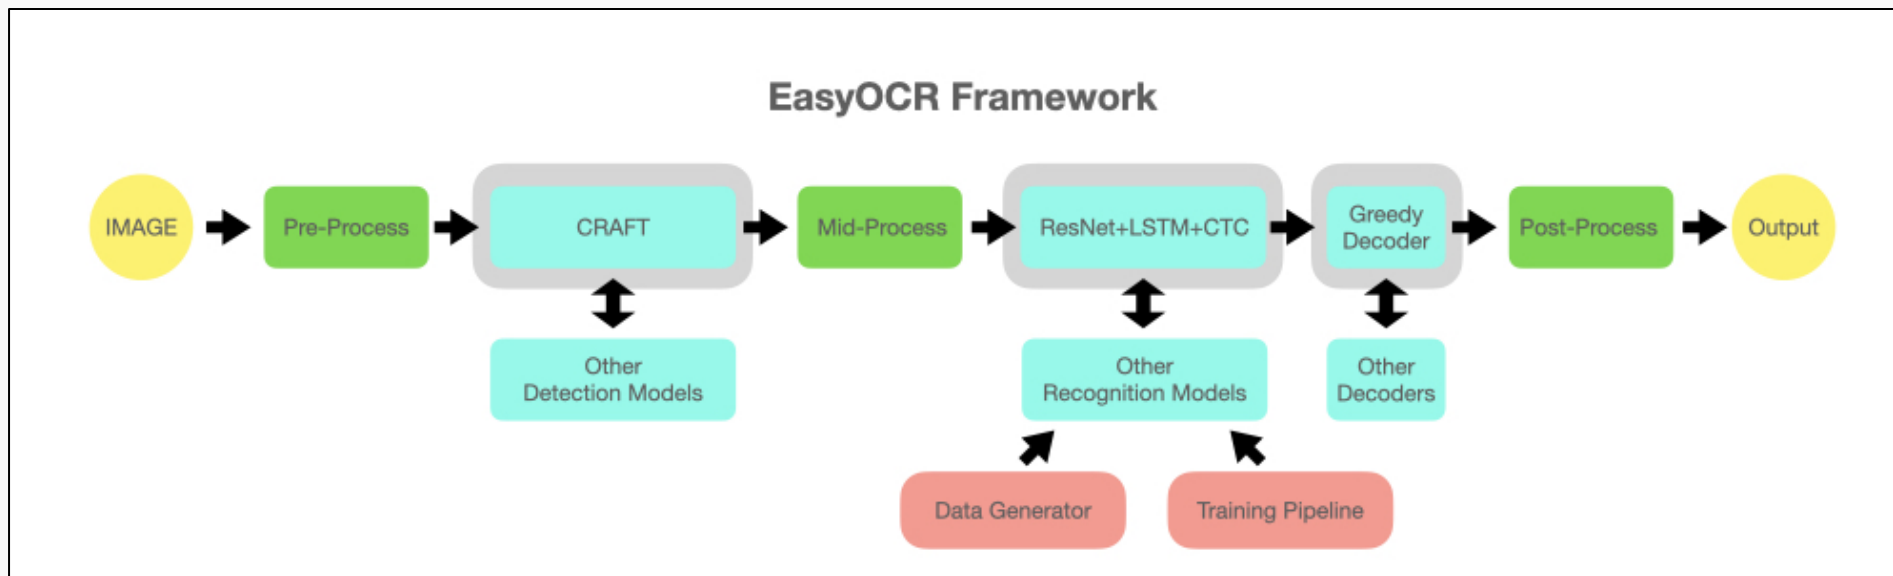 EasyOCR Framework
IMAGE
Pre-Process
CRAFT
Mid-Process
ResNet+LSTM+CTC
Greedy
Decoder
Post-Process
Output
Other
Detection Models
Other
Recognition Models
Other
Decoders
Data Generator
Training Pipeline